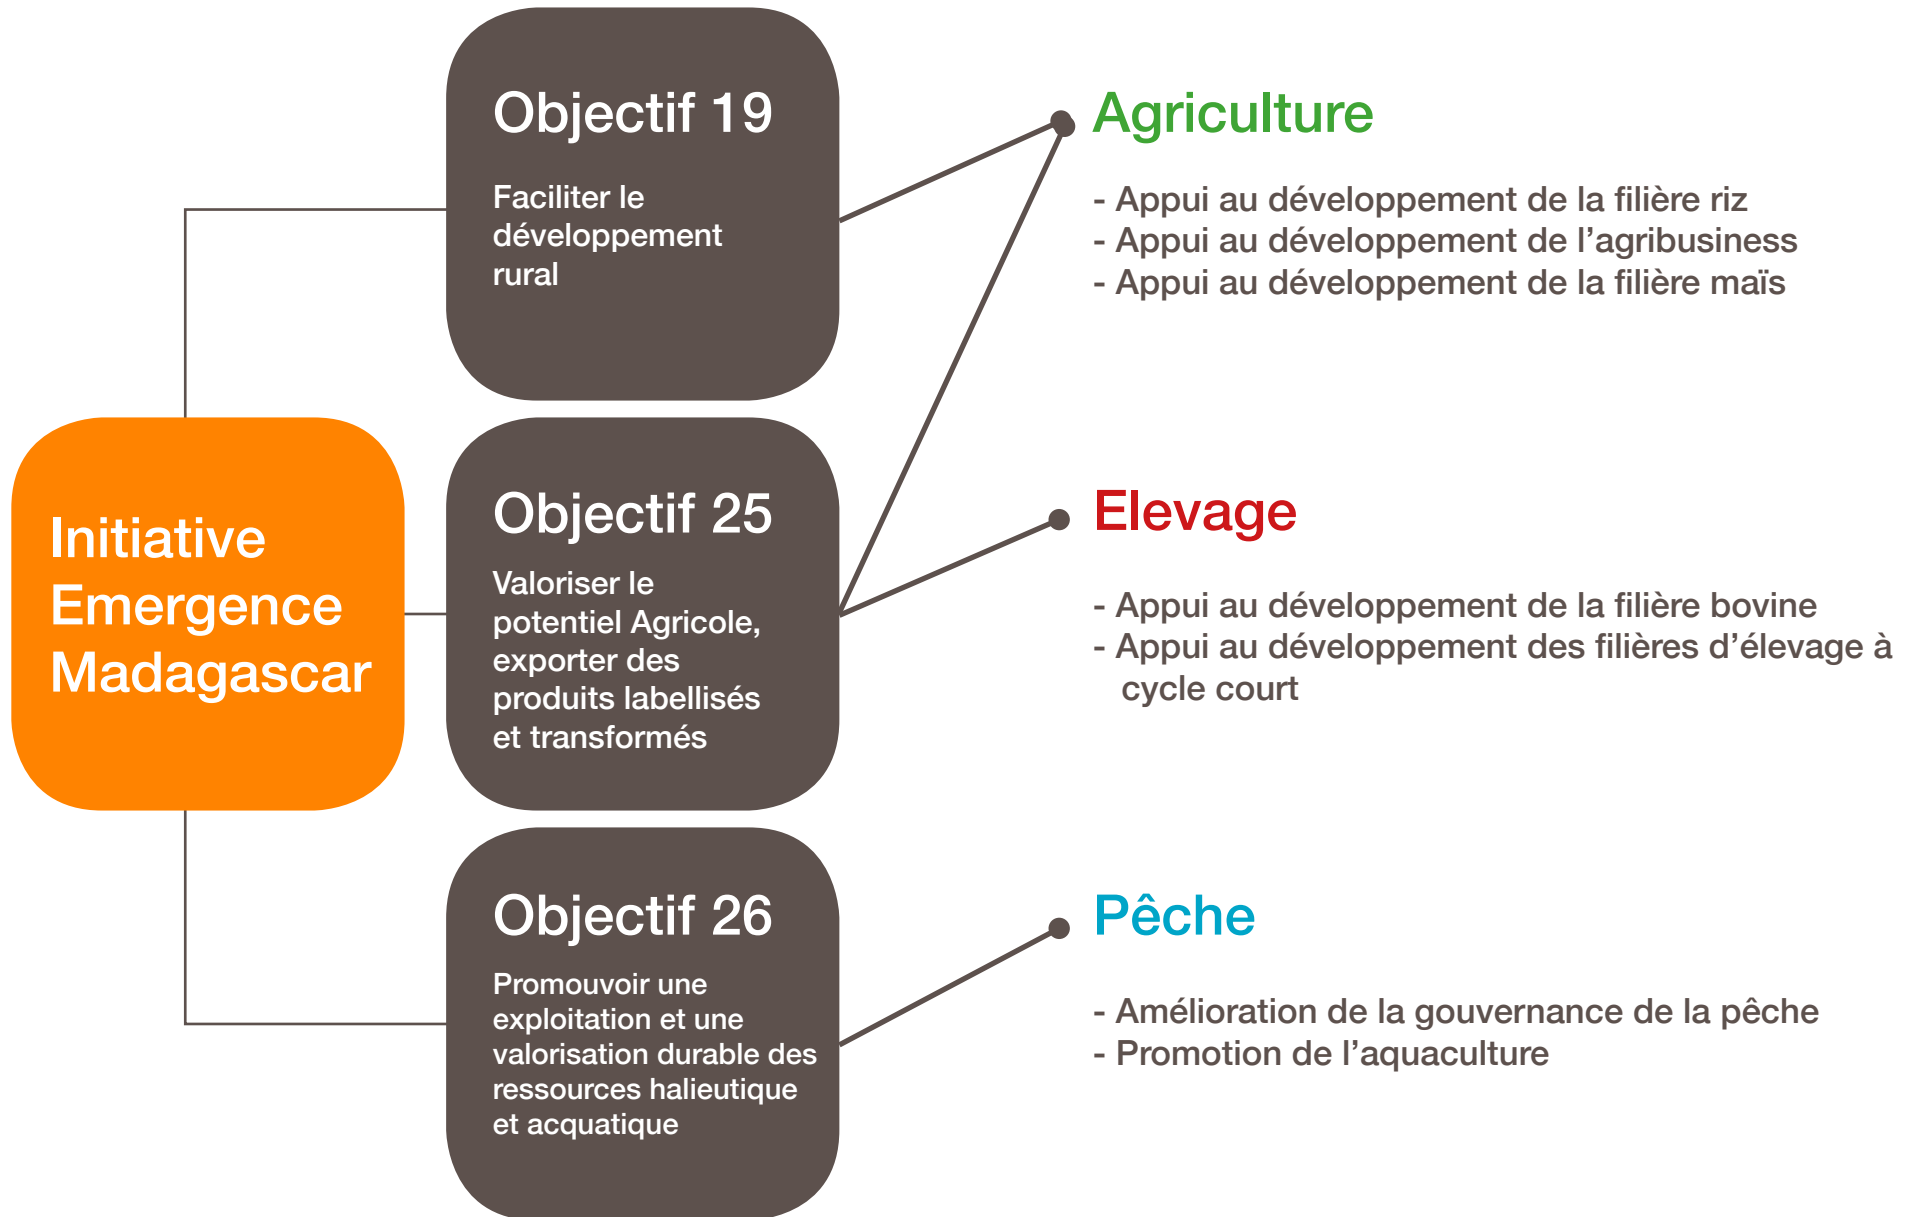 Initiative
Emergence
Madagascar
Objectif 19
Faciliter le
développement
rural
Objectif 25
Valoriser le
potentiel Agricole,
exporter des
produits labellisés
et transformés
Objectif 26
Promouvoir une
exploitation et une
valorisation durable des
ressources halieutique
et acquatique
Agriculture
- Appui au développement de la filière riz
- Appui au développement de l’agribusiness
- Appui au développement de la filière maïs
Elevage
- Appui au développement de la filière bovine
- Appui au développement des filières d’élevage à
cycle court
Pêche
- Amélioration de la gouvernance de la pêche
- Promotion de l’aquaculture